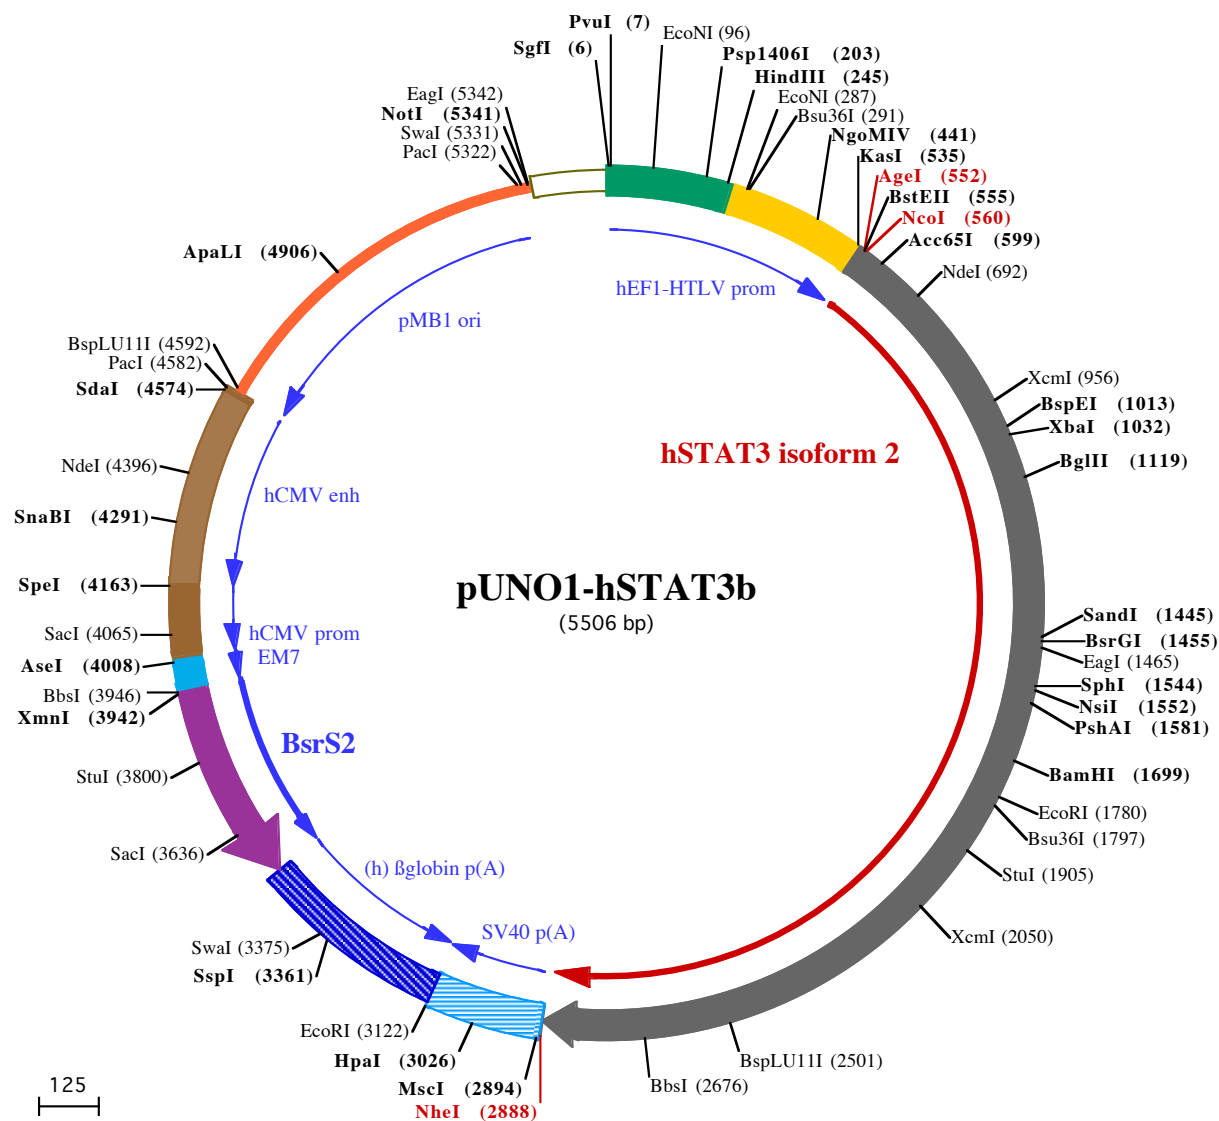 PvuI (7)
SgfI (6)
EcoNI (96)
Psp1406I (203)
HindIII (245)
EcoNI (287)
Bsu36I (291)
NgoMIV (441)
KasI (535)
AgeI (552)
BstEII (555)
NcoI (560)
Acc65I (599)
NdeI (692)
XcmI (956)
BspEI (1013)
XbaI (1032)
BglII (1119)
SandI (1445)
BsrGI (1455)
EagI (1465)
SphI (1544)
NsiI (1552)
PshAI (1581)
BamHI (1699)
EcoRI (1780)
Bsu36I (1797)
StuI (1905)
XcmI (2050)
BspLU11I (2501)
BbsI (2676)
NheI (2888)
MscI (2894)
HpaI (3026)
EcoRI (3122)
SspI (3361)
SwaI (3375)
SacI (3636)
StuI (3800)
XmnI (3942)
BbsI (3946)
AseI (4008)
SacI (4065)
SpeI (4163)
SnaBI (4291)
NdeI (4396)
SdaI (4574)
PacI (4582)
BspLU11I (4592)
ApaLI (4906)
PacI (5322)
SwaI (5331)
NotI (5341)
EagI (5342)
hEF1-HTLV prom
pMB1 ori
hSTAT3 isoform 2
hCMV enh
pUNO1-hSTAT3b
(5506 bp)
hCMV prom
EM7
BsrS2
(h) ßglobin p(A)
SV40 p(A)
125